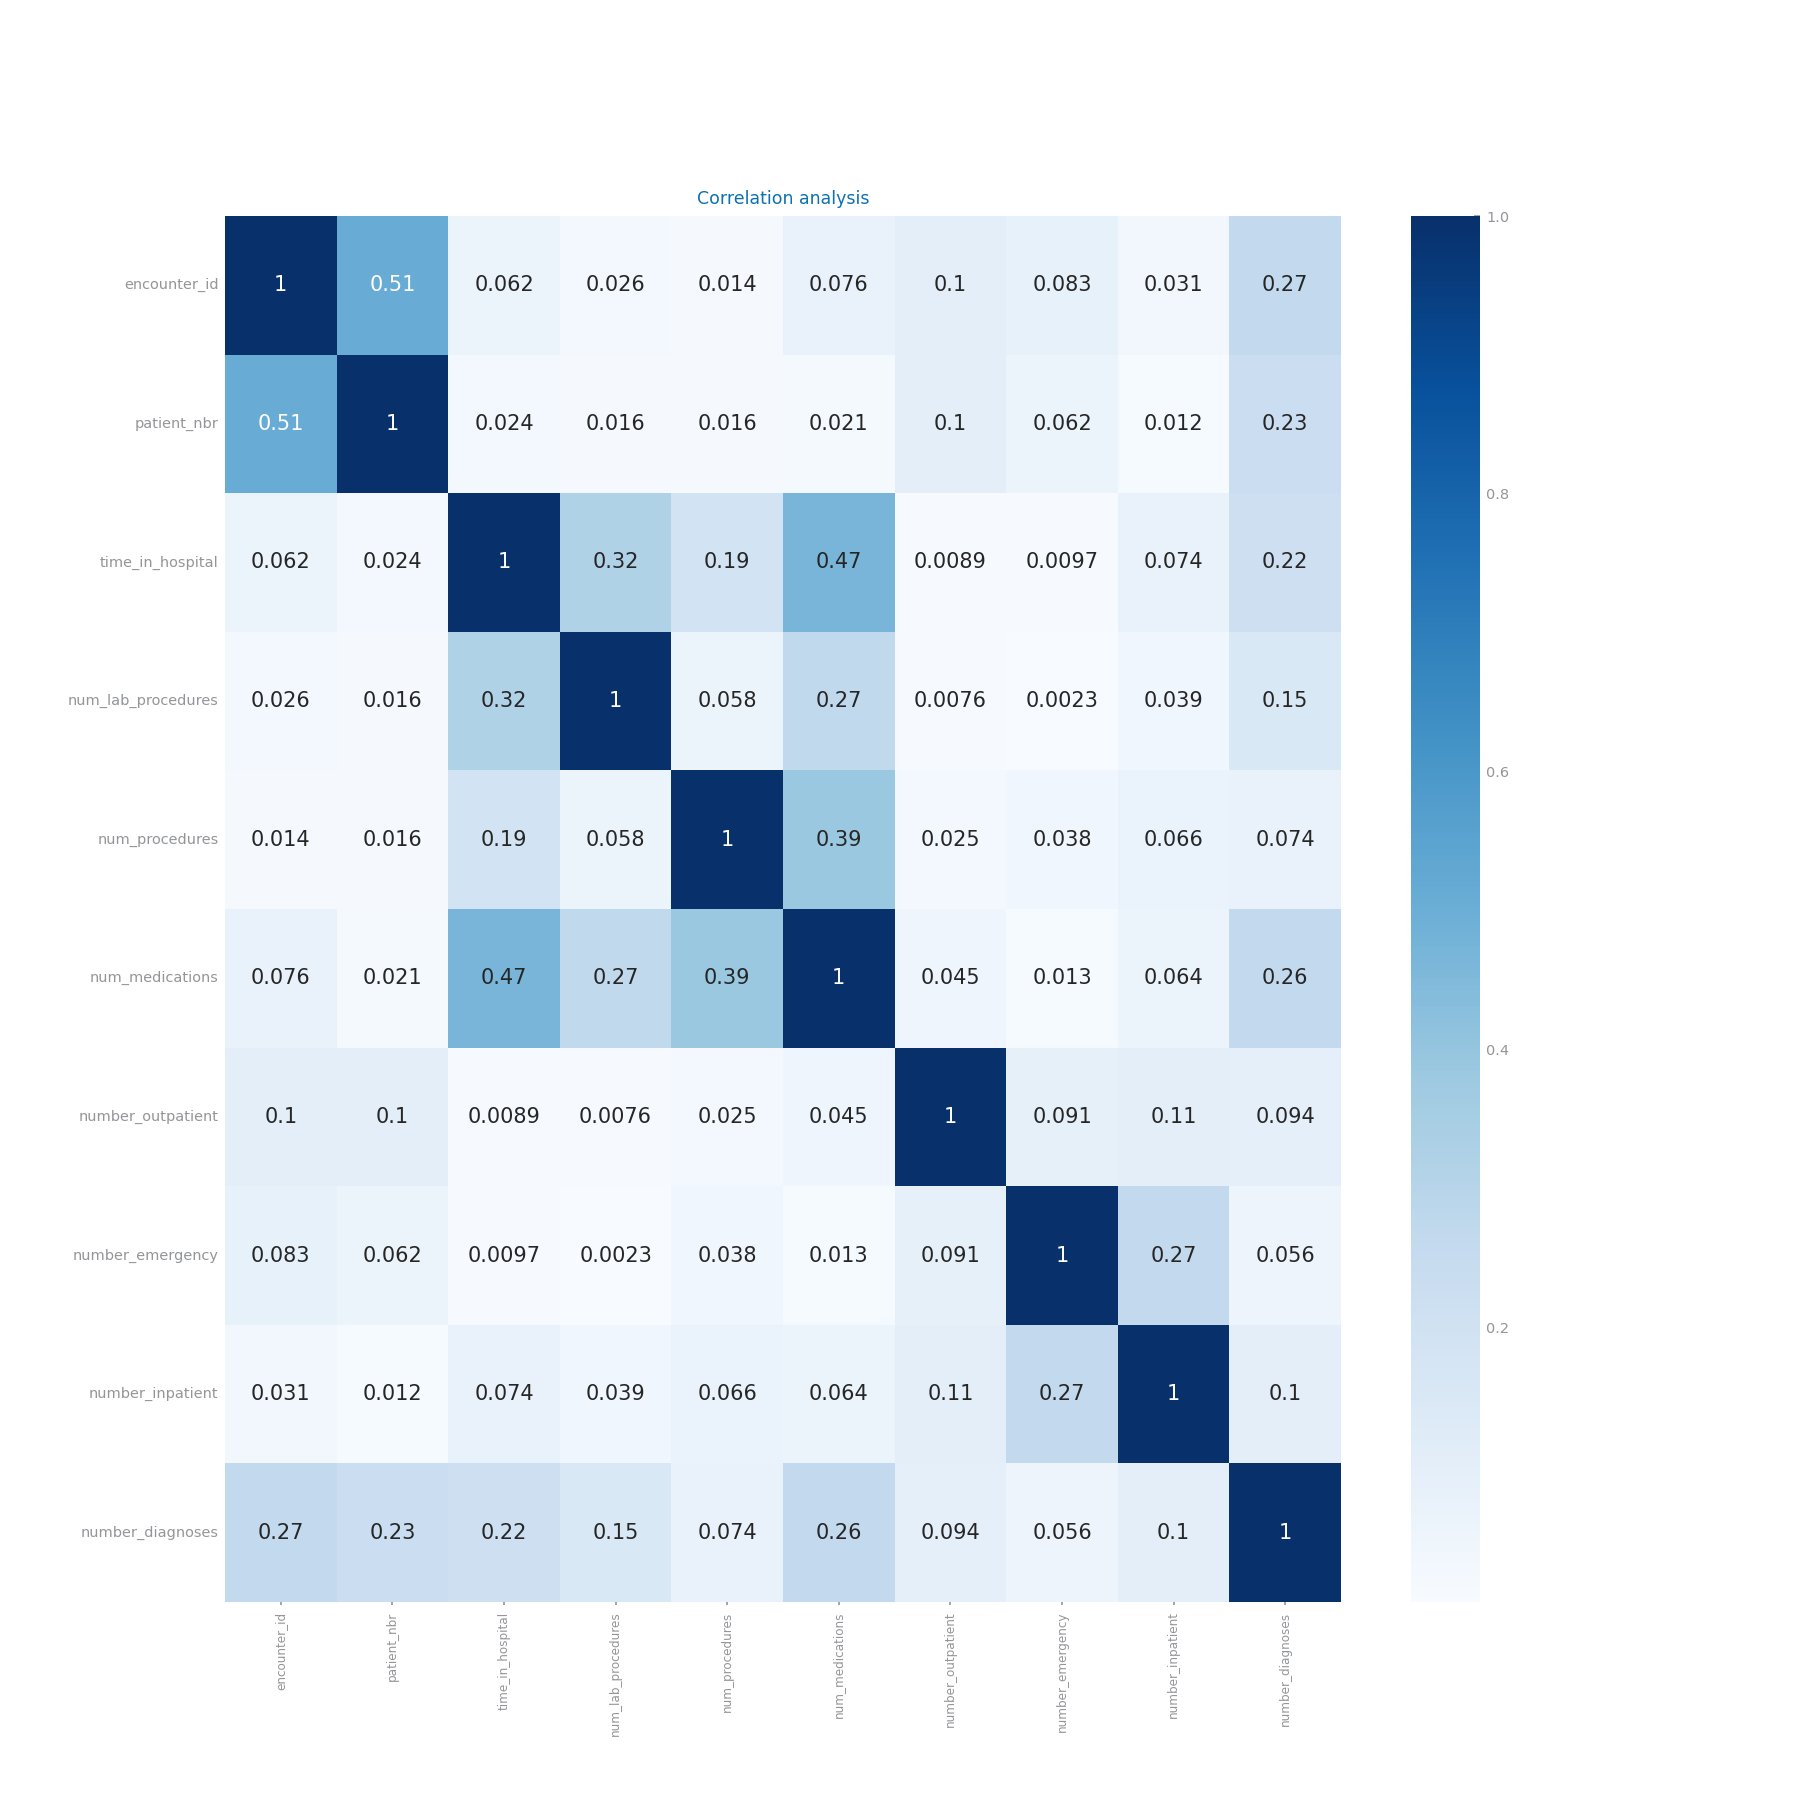 Correlation analysis
encounter_id 1 0.51 0.062 0.026 0.014 0.076 0.1 0.083 0.031 0.27
patient_nbr 0.51 1 0.024 0.016 0.016 0.021 0.1 0.062 0.012 0.23
time_in_hospital 0.062 0.024 1 0.32 0.19 0.47 0.0089 0.0097 0.074 0.22
num_lab_procedures 0.026 0.016 0.32 1 0.058 0.27 0.0076 0.0023 0.039 0.15
num_procedures 0.014 0.016 0.19 0.058 1 0.39 0.025 0.038 0.066 0.074
num_medications 0.076 0.021 0.47 0.27 0.39 1 0.045 0.013 0.064 0.26
number_outpatient 0.1 0.1 0.0089 0.0076 0.025 0.045 1 0.091 0.11 0.094
number_emergency 0.083 0.062 0.0097 0.0023 0.038 0.013 0.091 1 0.27 0.056
number_inpatient 0.031 0.012 0.074 0.039 0.066 0.064 0.11 0.27 1 0.1
number_diagnoses 0.27 0.23 0.22 0.15 0.074 0.26 0.094 0.056 0.1 1
encounter_id
patient_nbr
time_in_hospital
num_lab_procedures
num_procedures
num_medications
number_outpatient
number_emergency
number_inpatient
number_diagnoses
1.0
0.8
0.6
0.4
0.2